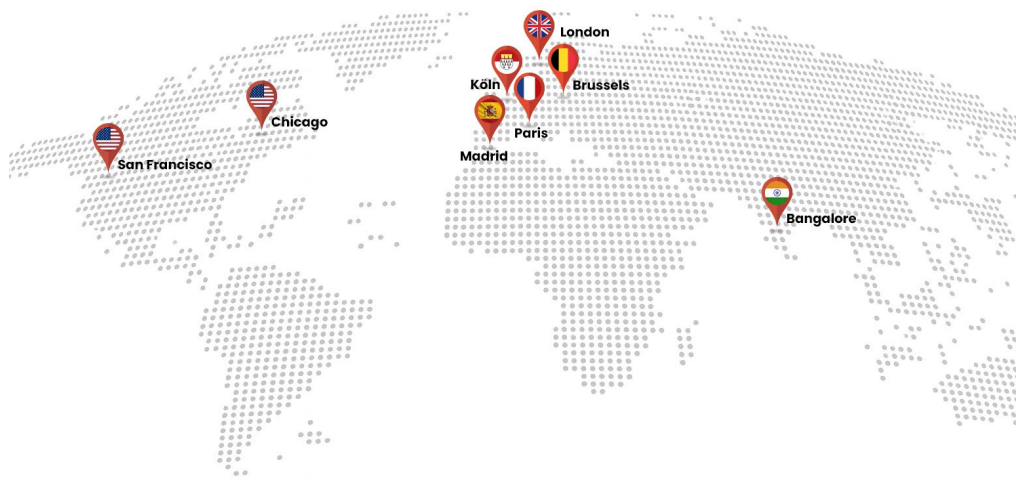 London
Köln
Brussels
Chicago
Paris
Madrid
San Francisco
Bangalore